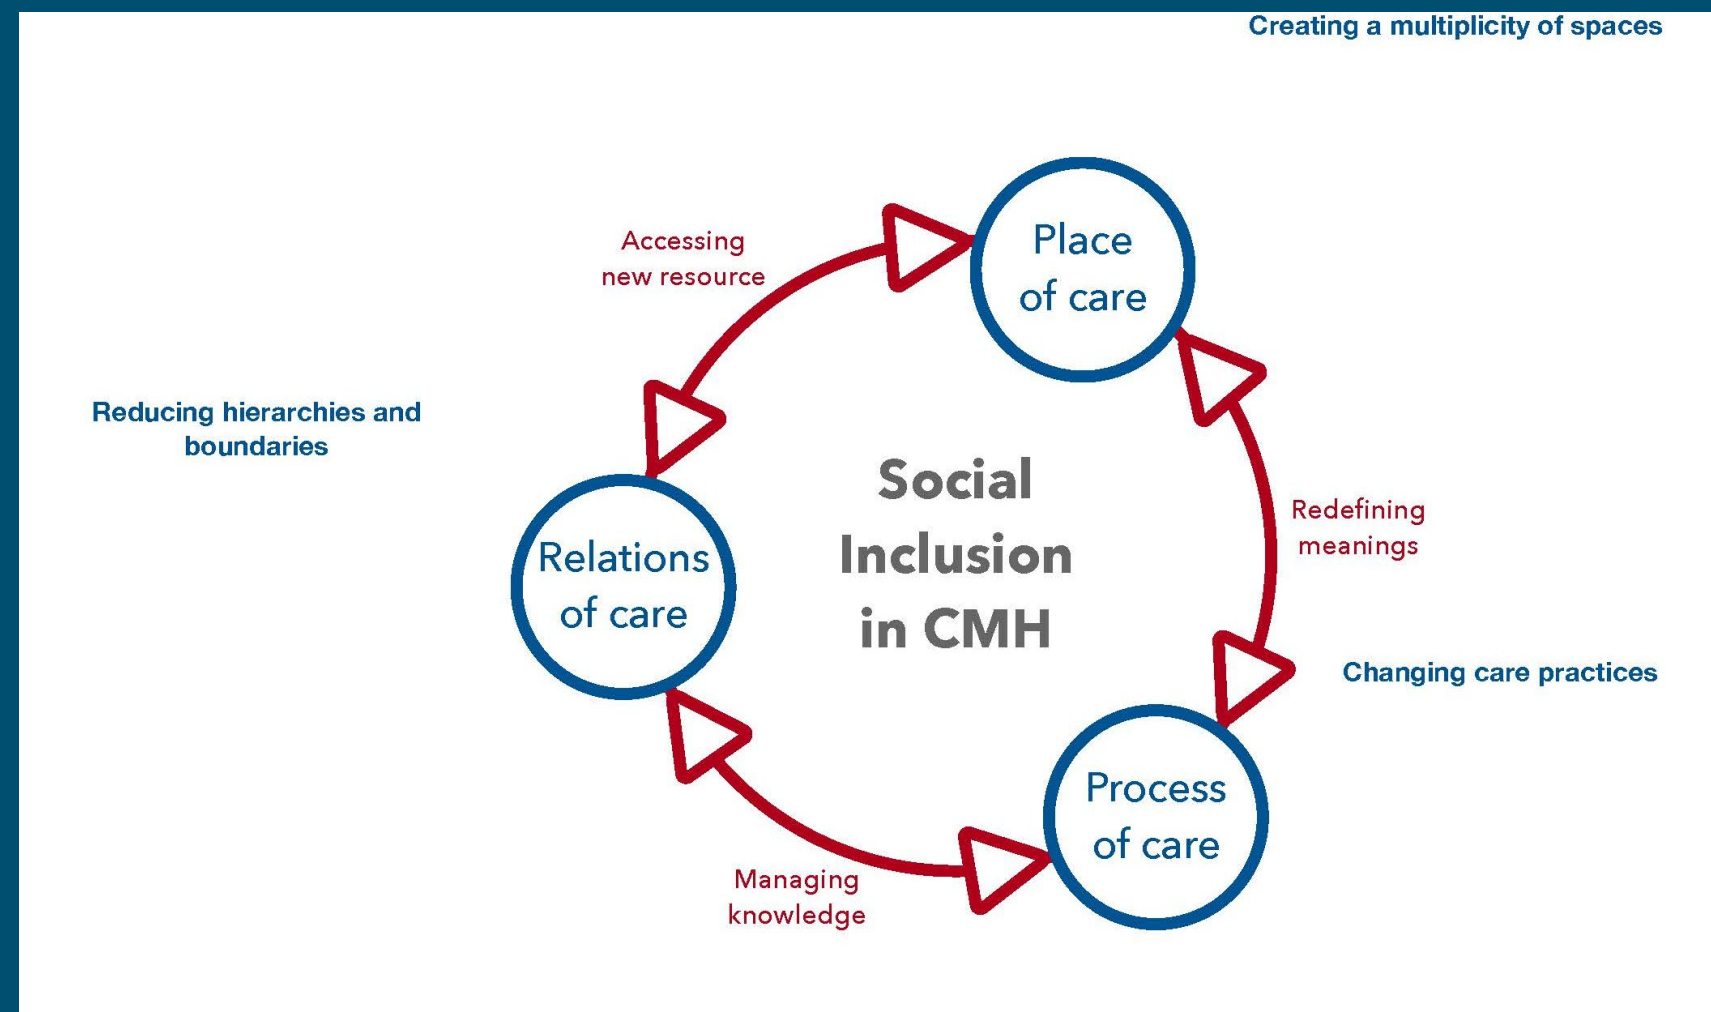 Creating a multiplicity of spaces
Place
of care
Accessing
new resource
Reducing hierarchies and
boundaries
Social
Inclusion
in CMH
Redefining
meanings
Relations
of care
Changing care practices
Process
of care
Managing
knowledge